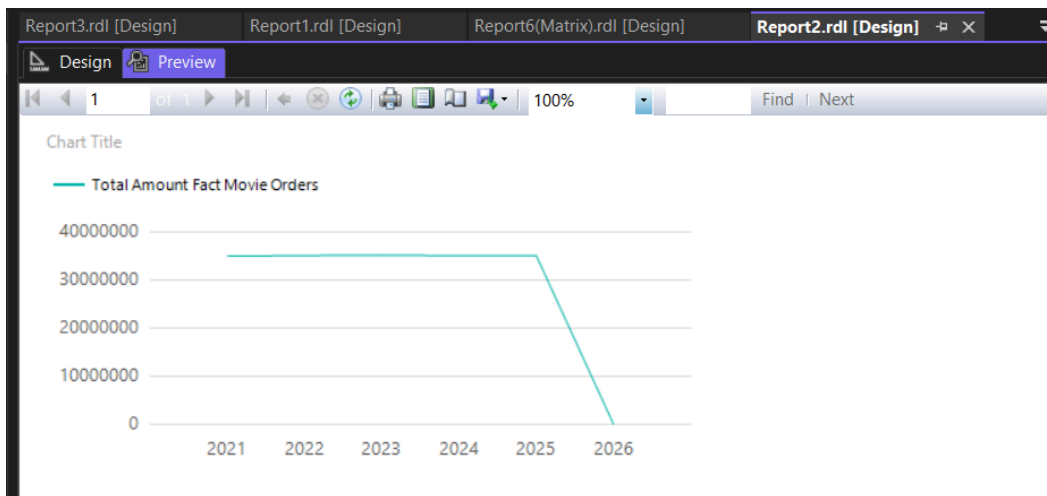 Report3.rdl [Design] Report1.rdl [Design] Report6(Matrix).rdl [Design] Report2.rdl [Design]
Design Preview
1 of 1 100% Find Next
Chart Title
Total Amount Fact Movie Orders
40000000
30000000
20000000
10000000
0
2021 2022 2023 2024 2025 2026